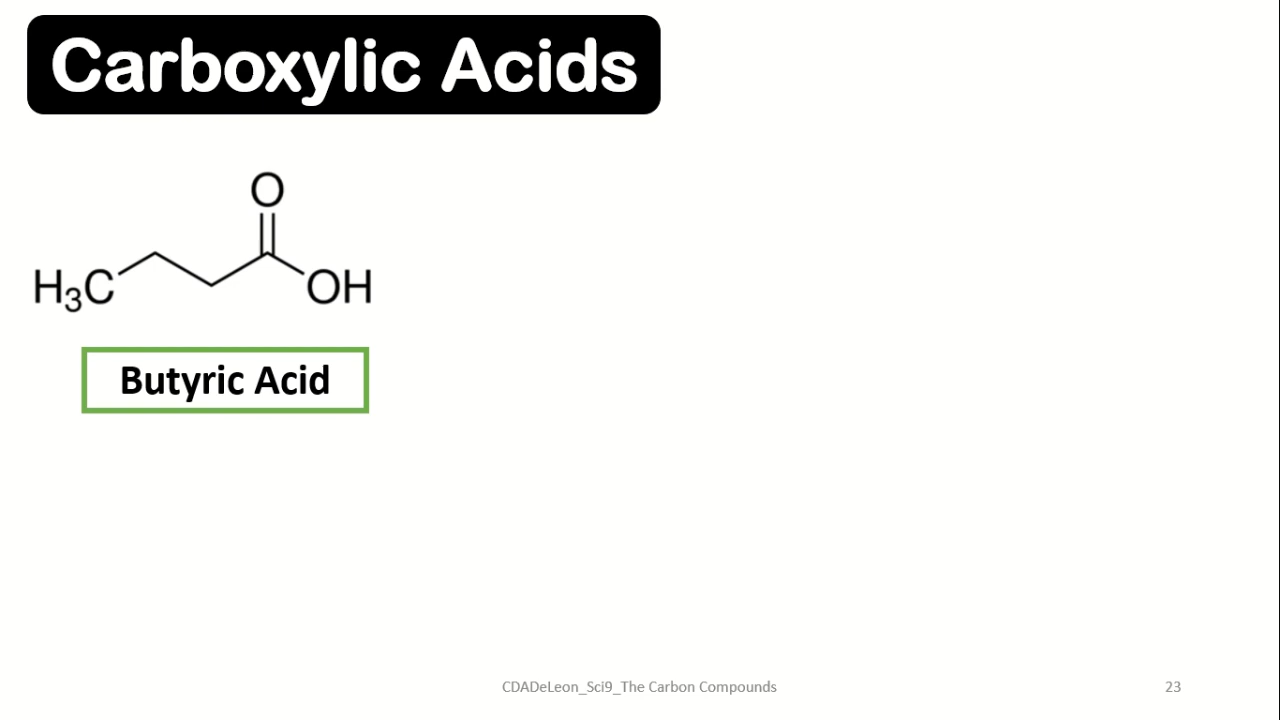 Carboxylic Acids
O
H₃C
OH
Butyric Acid
CDADeLeon_Sci9_The Carbon Compounds
23